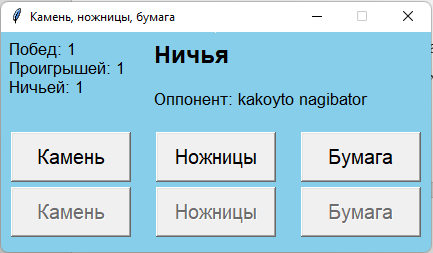 Камень, ножницы, бумага
Побед: 1
Проигрышей: 1
Ничьей: 1
Ничья
Оппонент: kakoyto nagibator
Камень Ножницы Бумага
Камень Ножницы Бумага